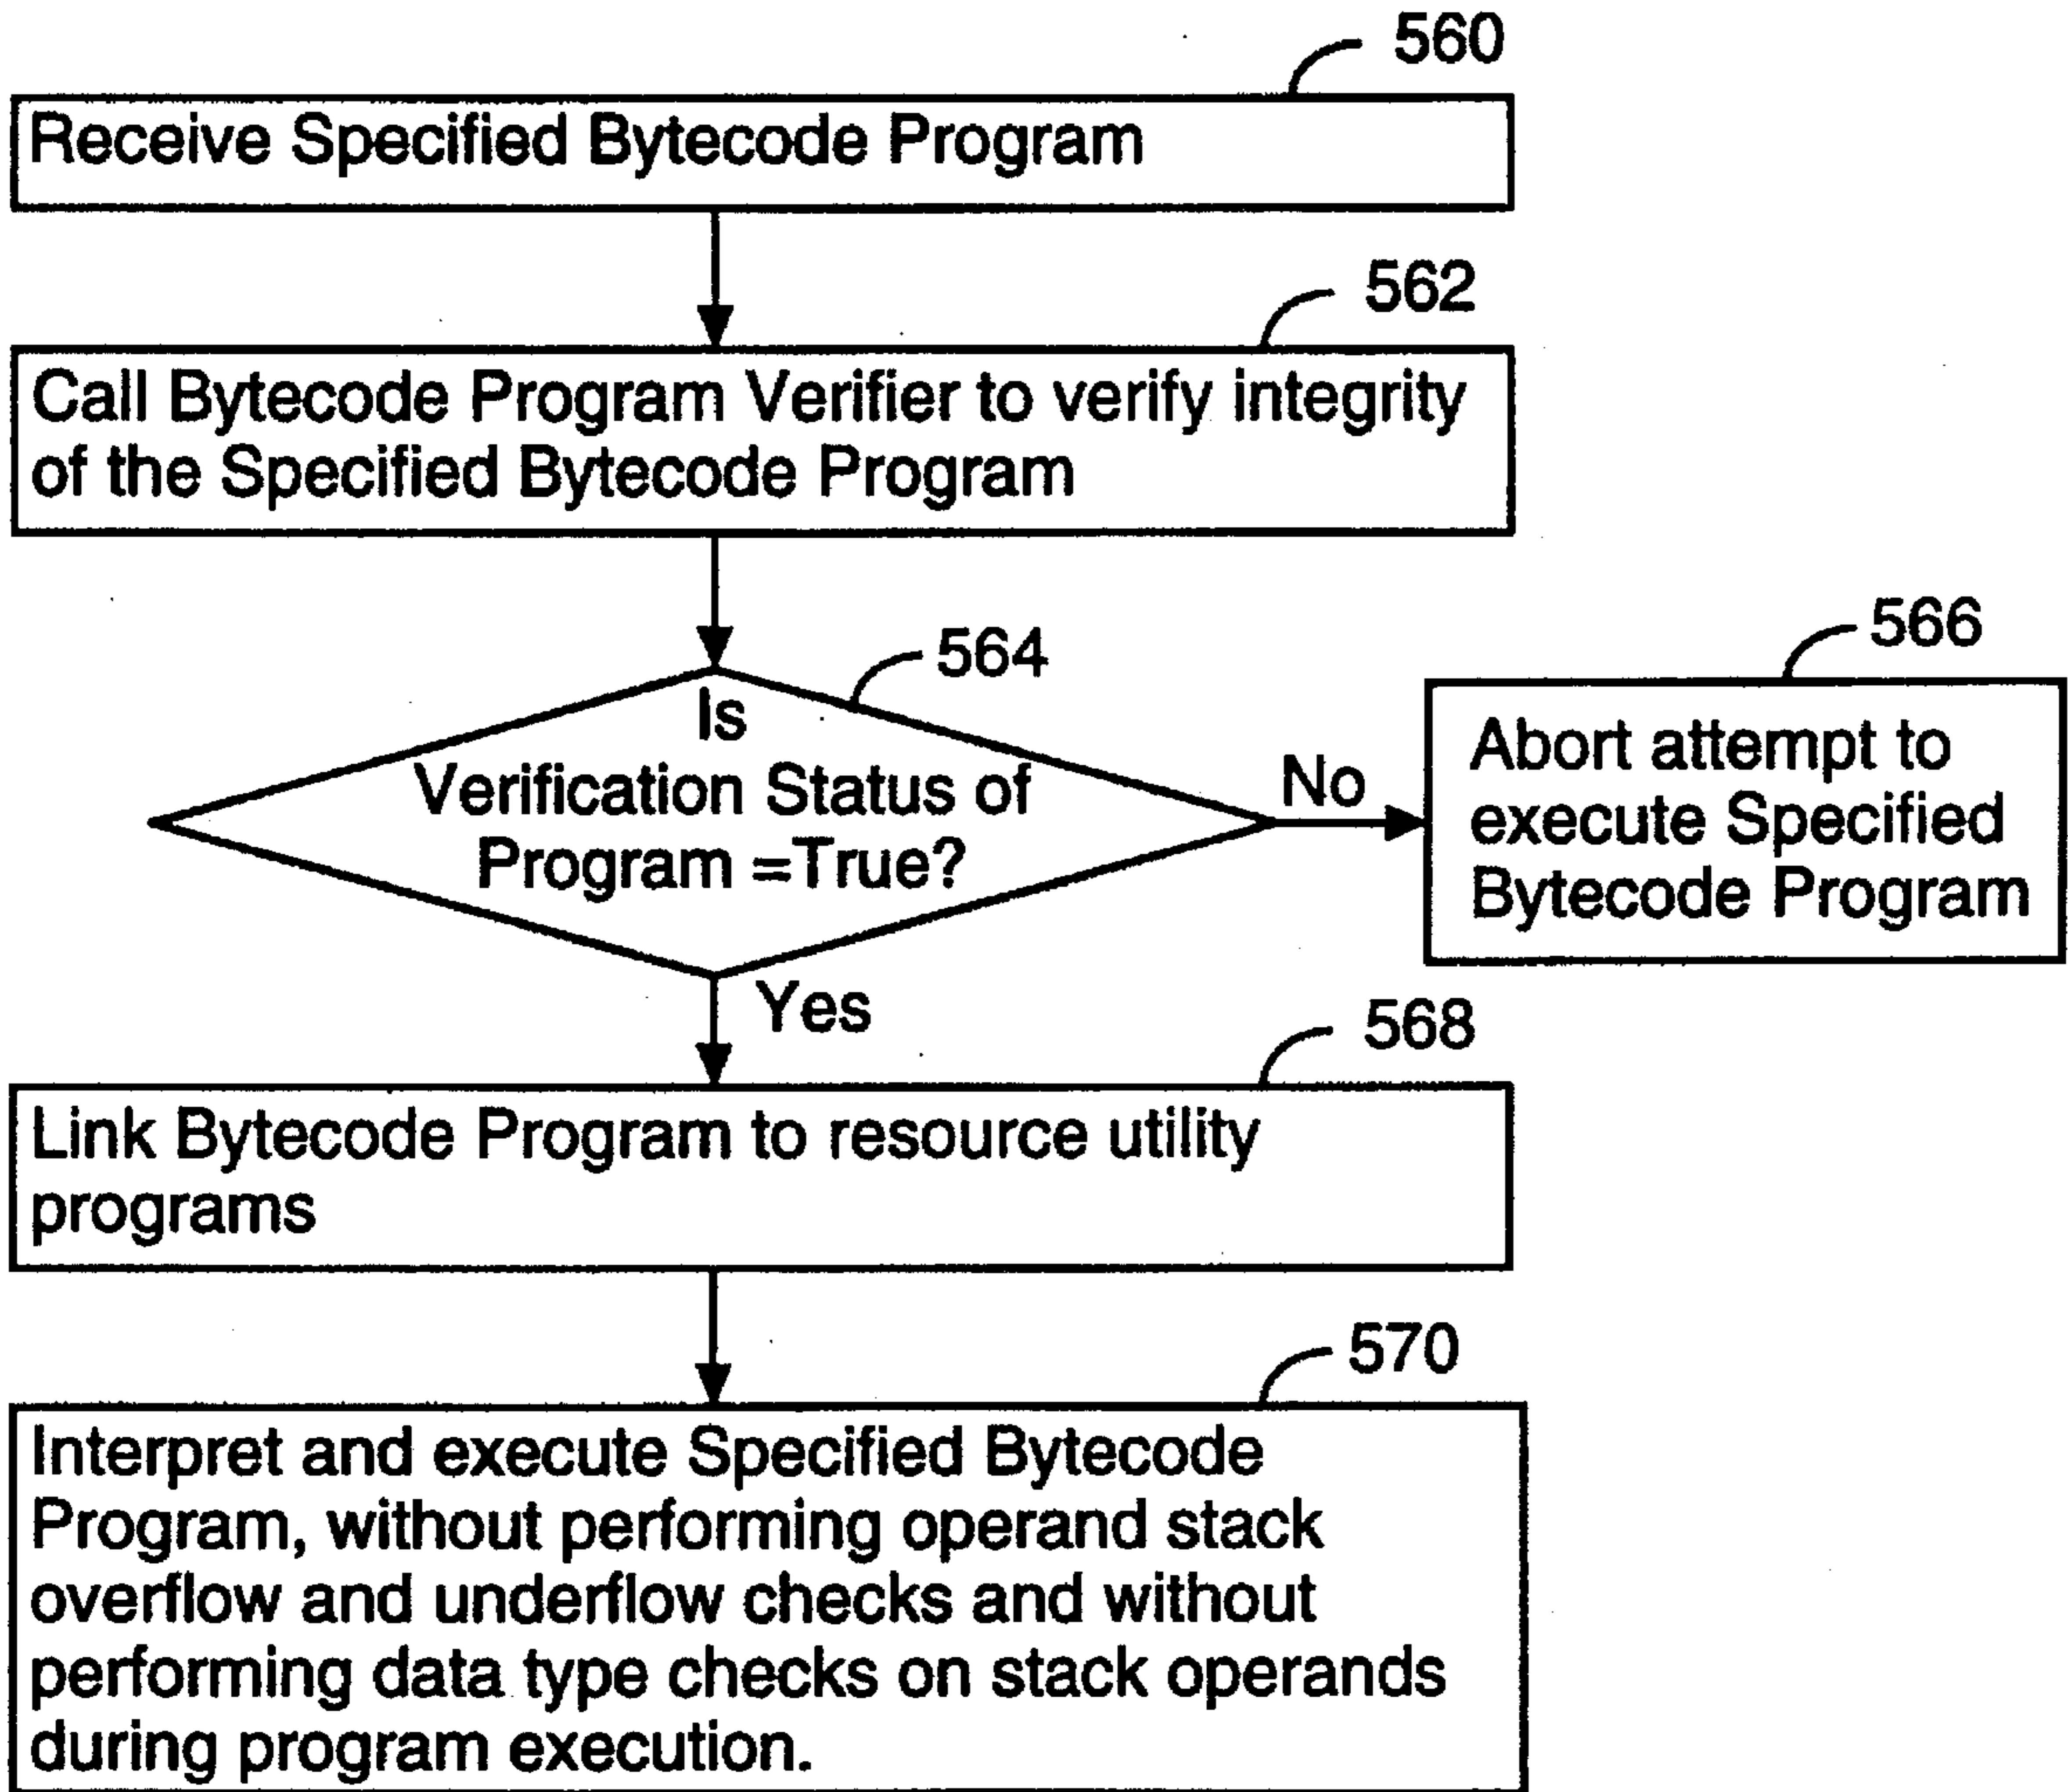 560
Receive Specified Bytecode Program
562
Call Bytecode Program Verifier to verify integrity
of the Specified Bytecode Program
564
Is
Verification Status of
Program =True?
No
566
Abort attempt to
execute Specified
Bytecode Program
Yes
568
Link Bytecode Program to resource utility
programs
570
Interpret and execute Specified Bytecode
Program, without performing operand stack
overflow and underflow checks and without
performing data type checks on stack operands
during program execution.